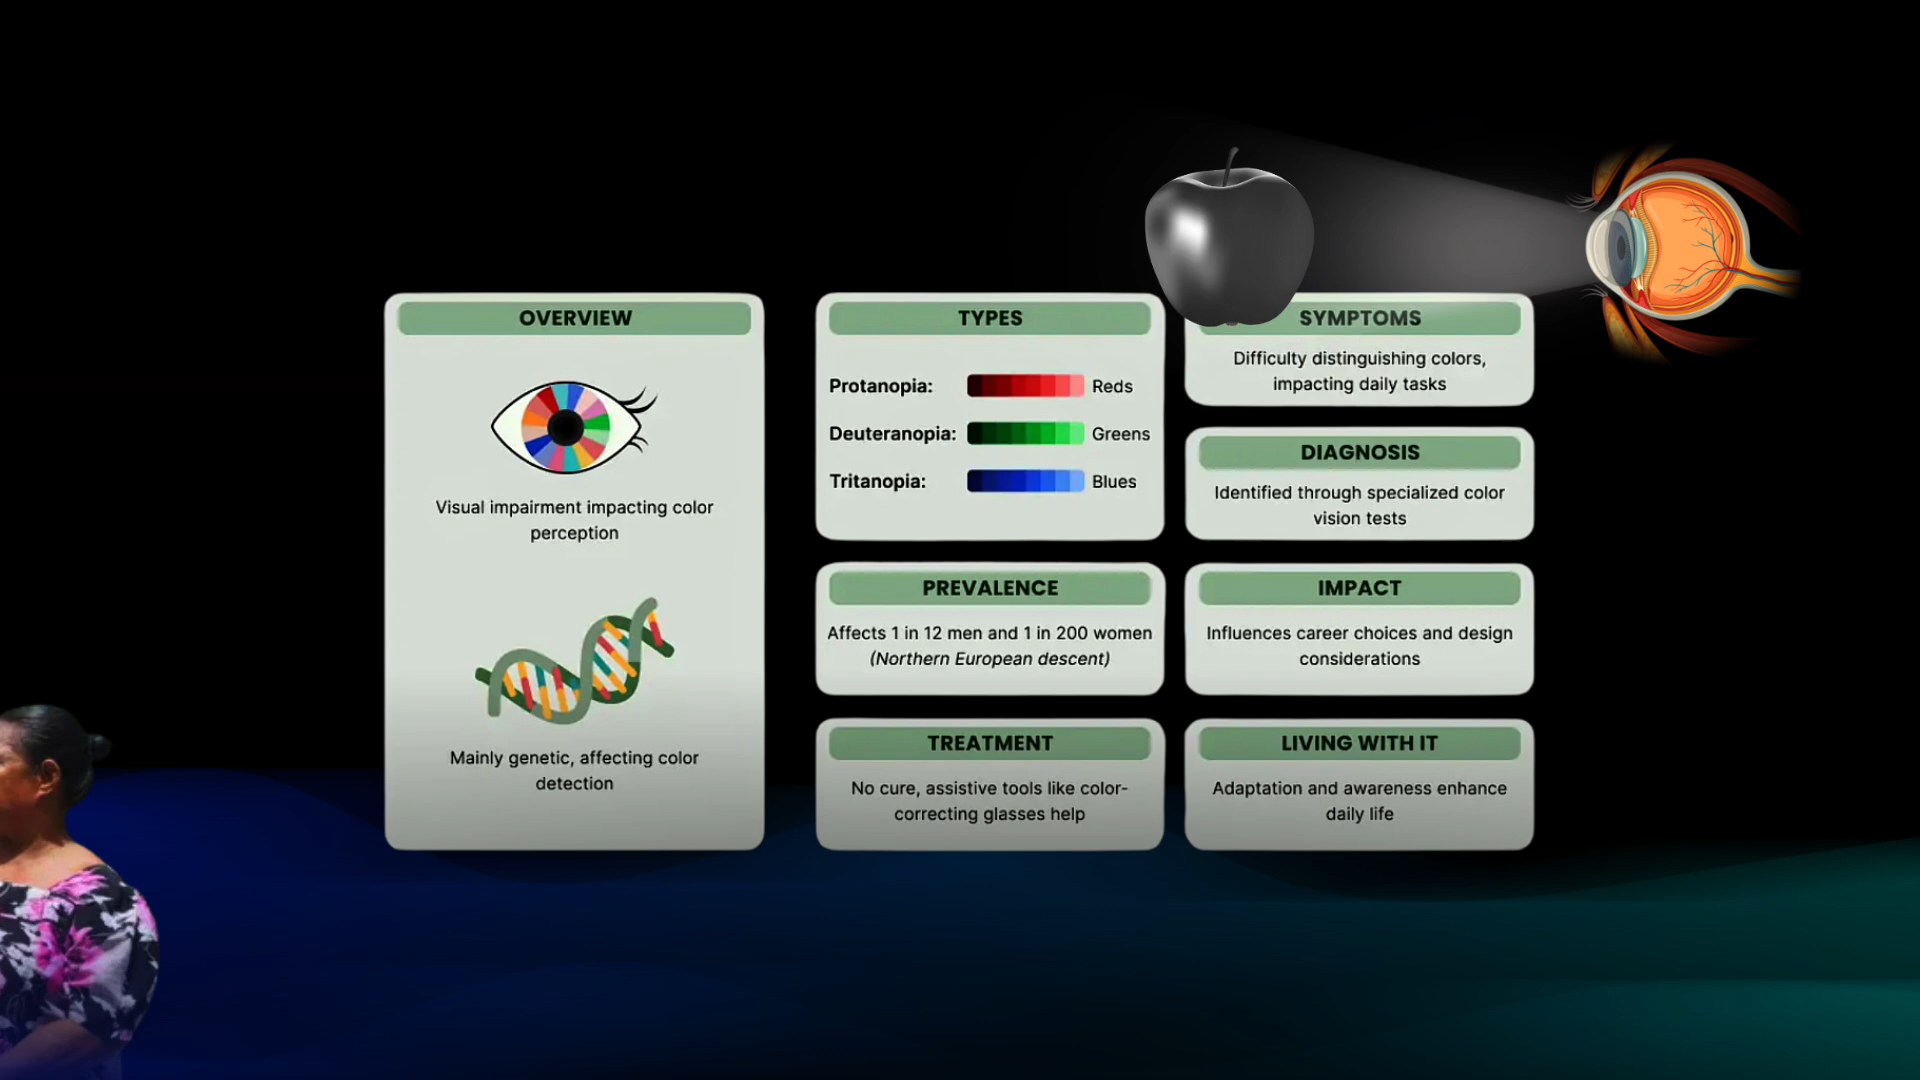 OVERVIEW
Visual impairment impacting color
perception
Mainly genetic, affecting color
detection
TYPES
Protanopia: Reds
Deuteranopia: Greens
Tritanopia: Blues
PREVALENCE
Affects 1 in 12 men and 1 in 200 women
(Northern European descent)
TREATMENT
No cure, assistive tools like color-
correcting glasses help
SYMPTOMS
Difficulty distinguishing colors,
impacting daily tasks
DIAGNOSIS
Identified through specialized color
vision tests
IMPACT
Influences career choices and design
considerations
LIVING WITH IT
Adaptation and awareness enhance
daily life